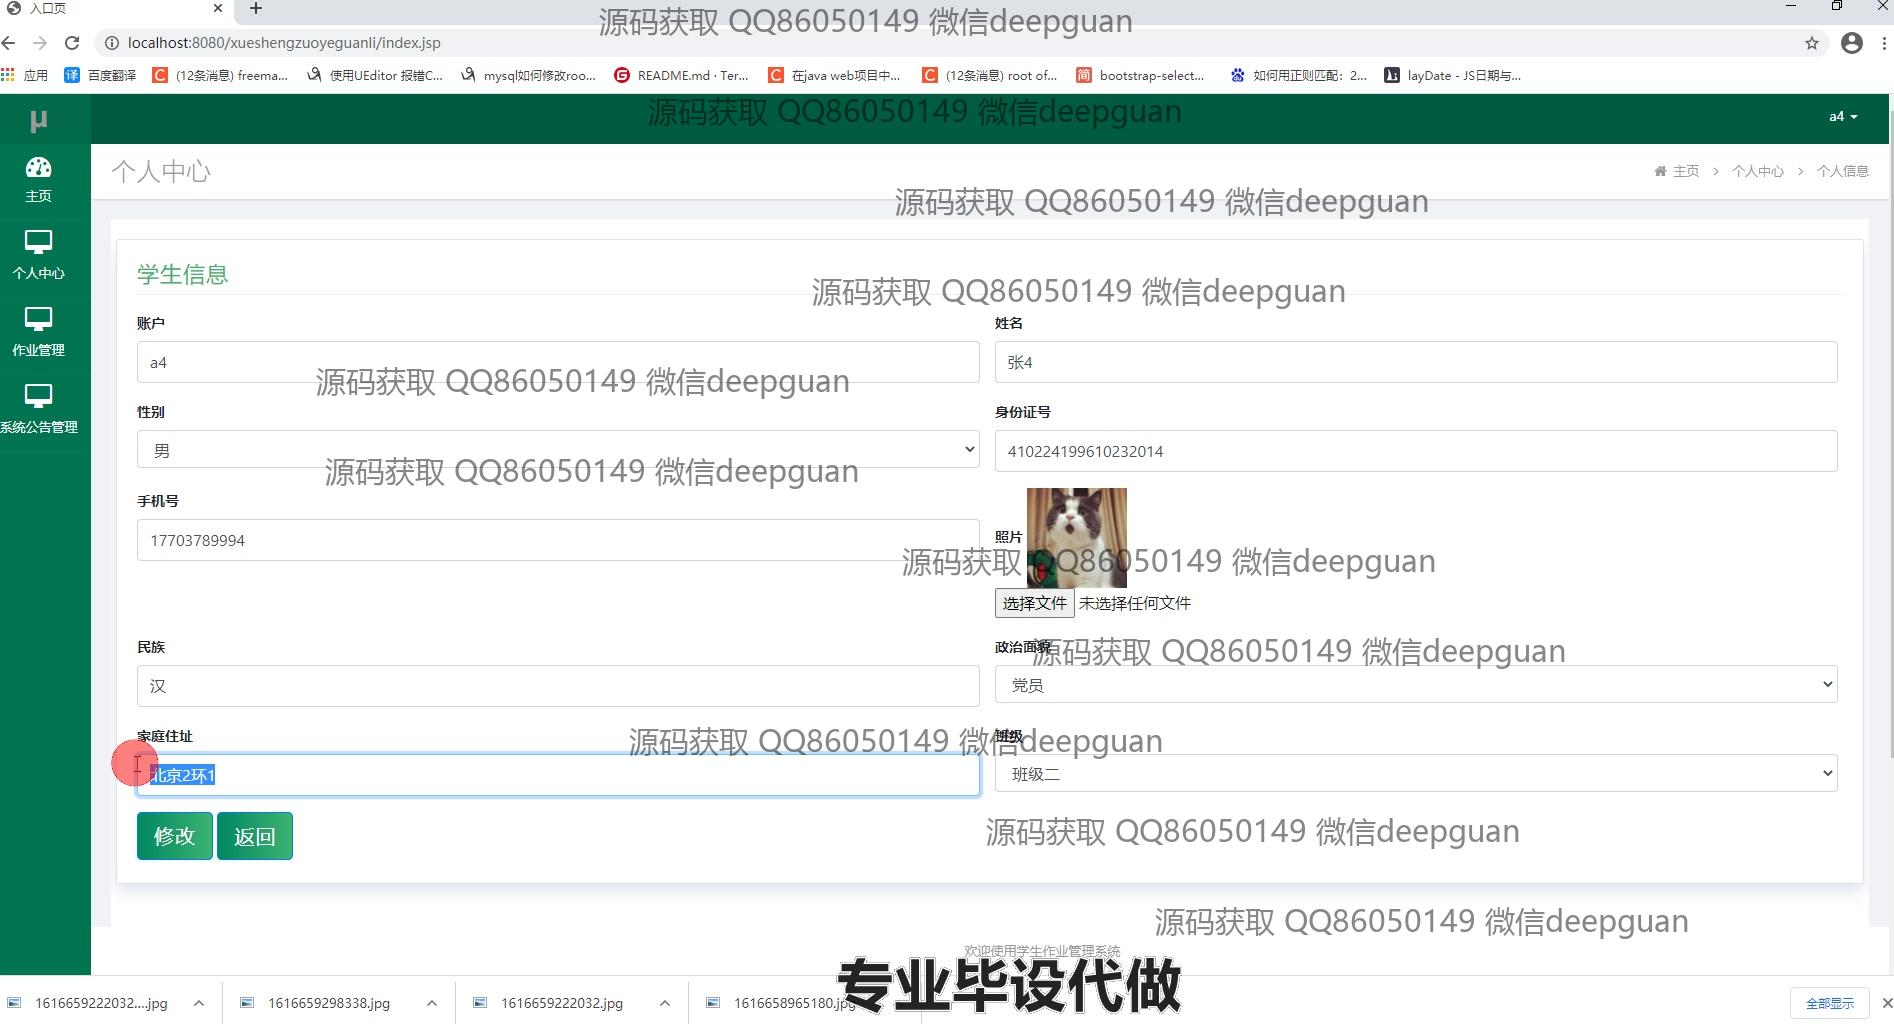 入口页
源码获取 QQ86050149 微信deepguan
localhost:8080/xueshengzuoyeguanli/index.jsp
应用
译 百度翻译
C (12条消息) freema...
使用UEditor 报错C...
mysql如何修改roo...
G README.md · Ter...
C 在java web项目中...
C (12条消息) root of...
简 bootstrap-select...
如何用正则匹配：2...
layDate - JS日期与...
μ
源码获取 QQ86050149 微信deepguan
a4
主页
个人中心
作业管理
系统公告管理
个人中心
主页 > 个人中心 > 个人信息
源码获取 QQ86050149 微信deepguan
学生信息
源码获取 QQ86050149 微信deepguan
账户
姓名
a4
张4
源码获取 QQ86050149 微信deepguan
性别
身份证号
男
410224199610232014
源码获取 QQ86050149 微信deepguan
手机号
17703789994
照片
源码获取 QQ86050149 微信deepguan
选择文件 未选择任何文件
民族
政治面貌
源码获取 QQ86050149 微信deepguan
汉
党员
家庭住址
班级
源码获取 QQ86050149 微信deepguan
北京2环1
班级二
修改
返回
源码获取 QQ86050149 微信deepguan
源码获取 QQ86050149 微信deepguan
欢迎使用学生作业管理系统
专业毕设代做
1616659222032....jpg
1616659298338.jpg
1616659222032.jpg
1616658965180.jpg
全部显示